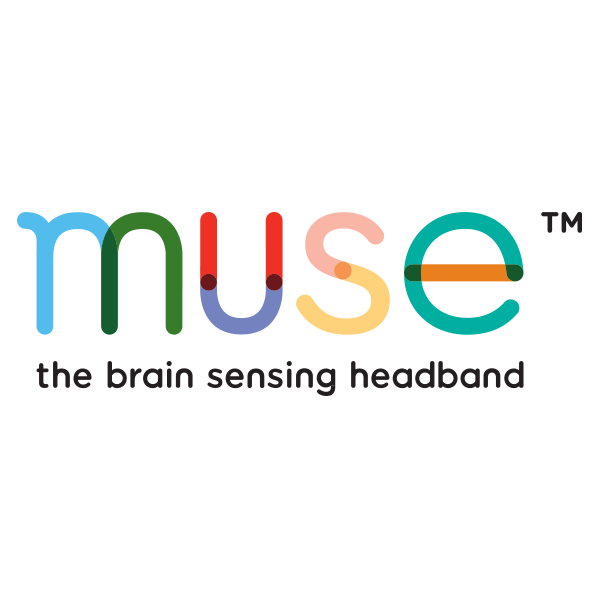 muse™
the brain sensing headband